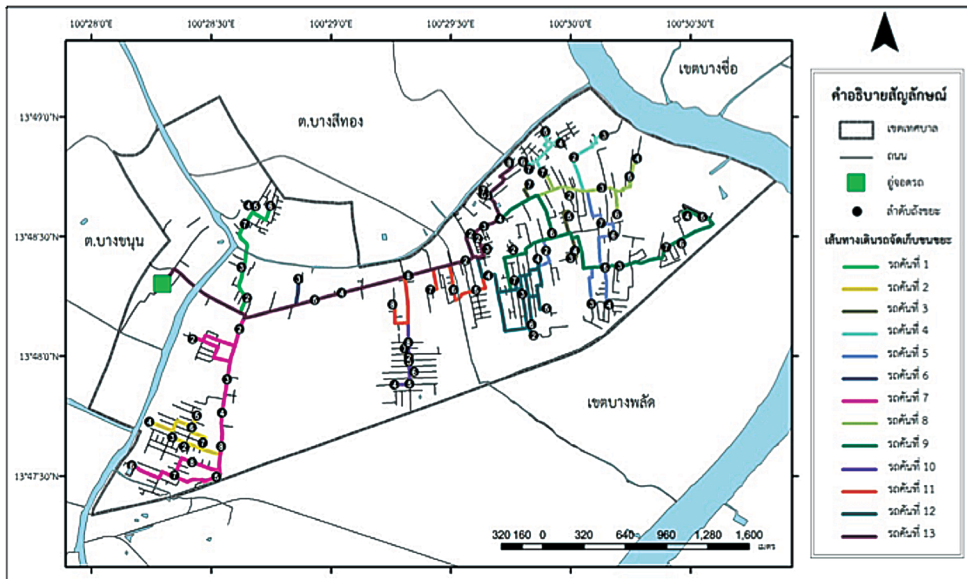 100°28'0"E 100°28'30"E 100°29'0"E 100°29'30"E 100°30'0"E 100°30'30"E
13°49'0"N
13°48'30"N
13°48'0"N
13°47'30"N
เขตบางซื่อ
ต.บางสีทอง
ต.บางขนุน
เขตบางพลัด
320 160 0 320 640 960 1,280 1,600
เมตร
คำอธิบายสัญลักษณ์
เขตเทศบาล
ถนน
อู่จอดรถ
ลำดับถังขยะ
เส้นทางเดินรถจัดเก็บขนขยะ
รถคันที่ 1
รถคันที่ 2
รถคันที่ 3
รถคันที่ 4
รถคันที่ 5
รถคันที่ 6
รถคันที่ 7
รถคันที่ 8
รถคันที่ 9
รถคันที่ 10
รถคันที่ 11
รถคันที่ 12
รถคันที่ 13